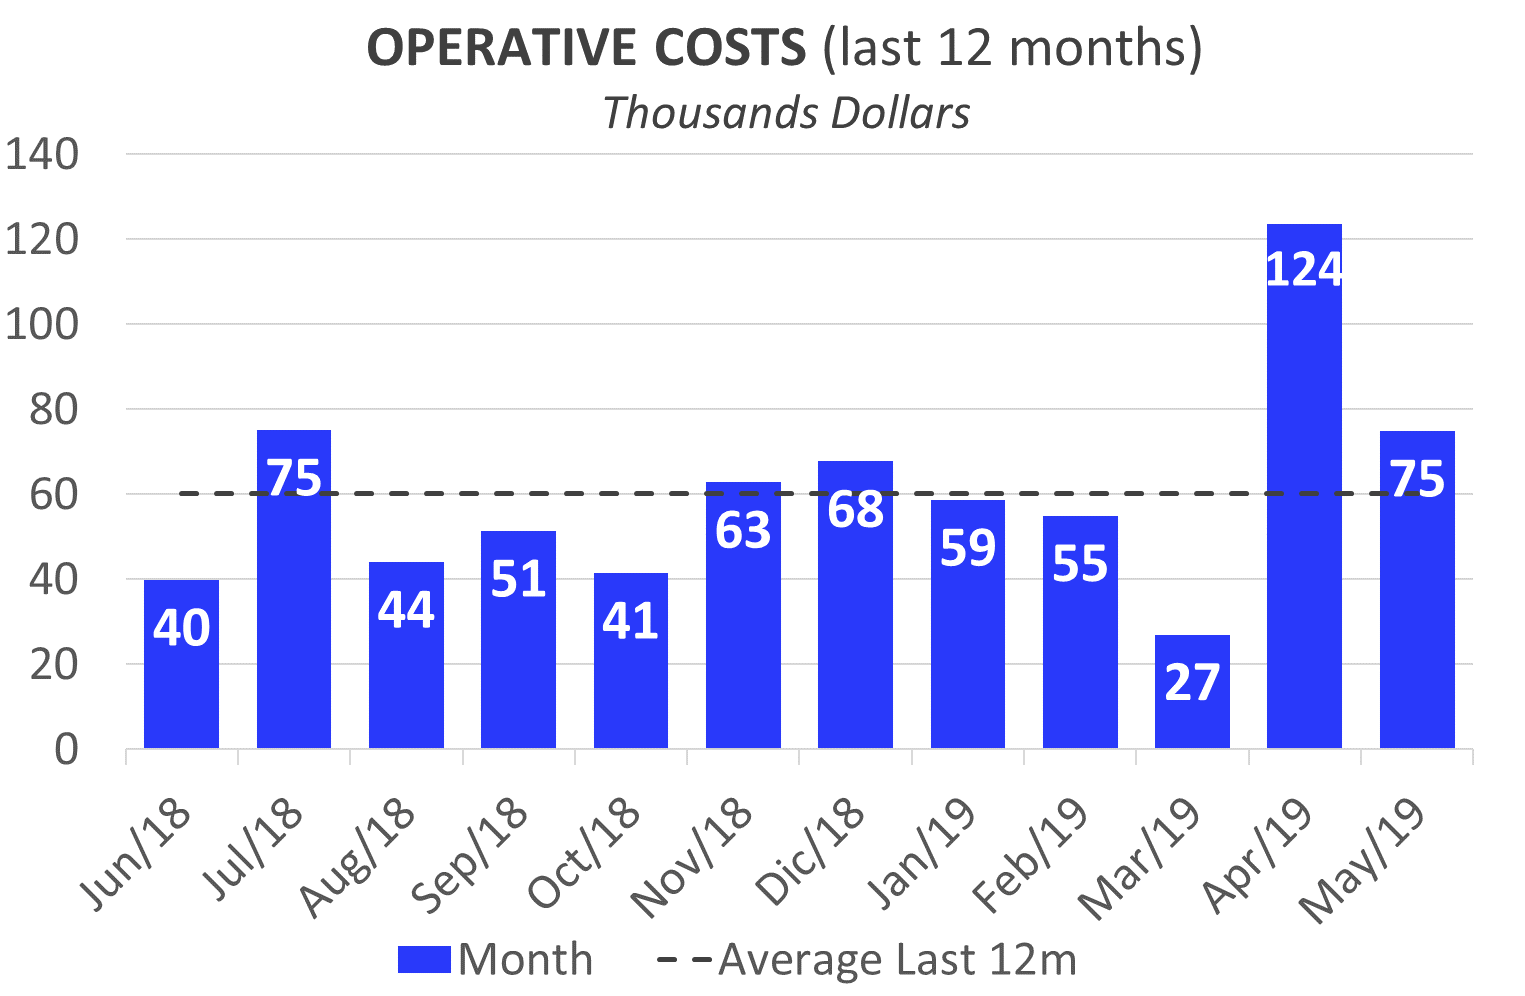 OPERATIVE COSTS (last 12 months)
Thousands Dollars
140
120
100
80
60
40
20
0
40
75
44
51
41
63
68
59
55
27
124
75
Jun/18
Jul/18
Aug/18
Sep/18
Oct/18
Nov/18
Dic/18
Jan/19
Feb/19
Mar/19
Apr/19
May/19
Month
Average Last 12m